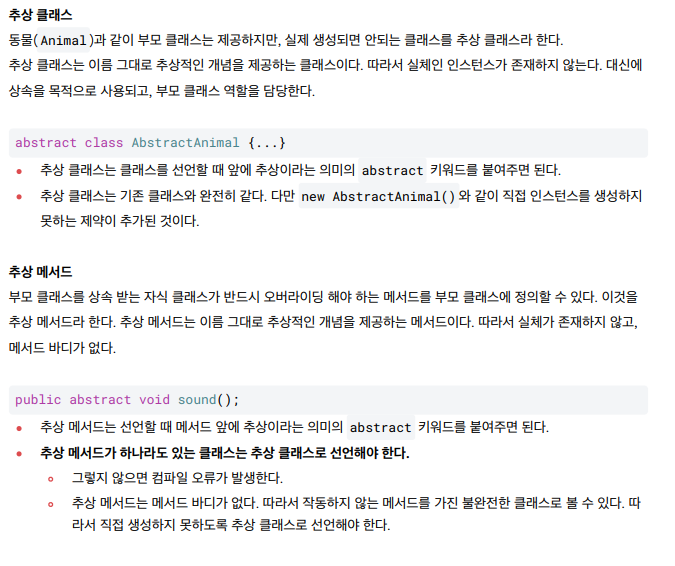 추상 클래스
동물(Animal)과 같이 부모 클래스는 제공하지만, 실제 생성되면 안되는 클래스를 추상 클래스라 한다.
추상 클래스는 이름 그대로 추상적인 개념을 제공하는 클래스이다. 따라서 실체인 인스턴스가 존재하지 않는다. 대신에
상속을 목적으로 사용되고, 부모 클래스 역할을 담당한다.
abstract class AbstractAnimal {...}
추상 클래스는 클래스를 선언할 때 앞에 추상이라는 의미의 abstract 키워드를 붙여주면 된다.
추상 클래스는 기존 클래스와 완전히 같다. 다만 new AbstractAnimal()와 같이 직접 인스턴스를 생성하지
못하는 제약이 추가된 것이다.
추상 메서드
부모 클래스를 상속 받는 자식 클래스가 반드시 오버라이딩 해야 하는 메서드를 부모 클래스에 정의할 수 있다. 이것을
추상 메서드라 한다. 추상 메서드는 이름 그대로 추상적인 개념을 제공하는 메서드이다. 따라서 실체가 존재하지 않고,
메서드 바디가 없다.
public abstract void sound();
추상 메서드는 선언할 때 메서드 앞에 추상이라는 의미의 abstract 키워드를 붙여주면 된다.
추상 메서드가 하나라도 있는 클래스는 추상 클래스로 선언해야 한다.
그렇지 않으면 컴파일 오류가 발생한다.
추상 메서드는 메서드 바디가 없다. 따라서 작동하지 않는 메서드를 가진 불완전한 클래스로 볼 수 있다. 따
라서 직접 생성하지 못하도록 추상 클래스로 선언해야 한다.